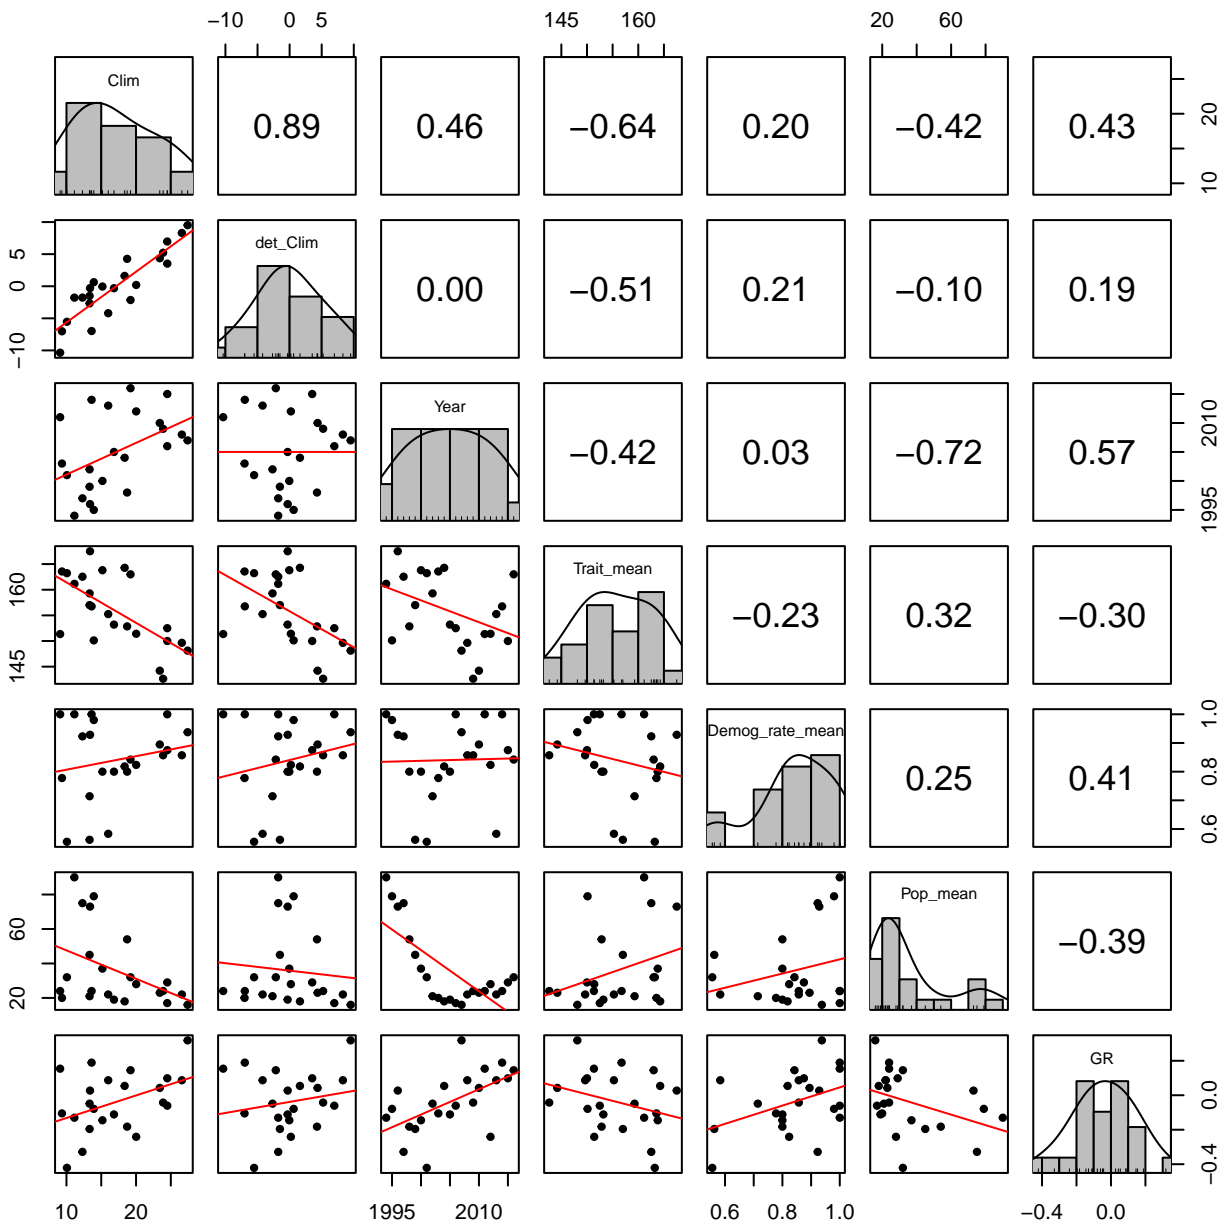 −10 0 5 145 160 20 60
Clim 0.89 0.46 −0.64 0.20 −0.42 0.43
10 20
−10 0 5
det_Clim 0.00 −0.51 0.21 −0.10 0.19
Year −0.42 0.03 −0.72 0.57
1995 2010
145 160
Trait_mean −0.23 0.32 −0.30
Demog_rate_mean 0.25 0.41
0.6 0.8 1.0
20 60
Pop_mean −0.39
GR
−0.4 0.0
10 20 1995 2010 0.6 0.8 1.0 −0.4 0.0